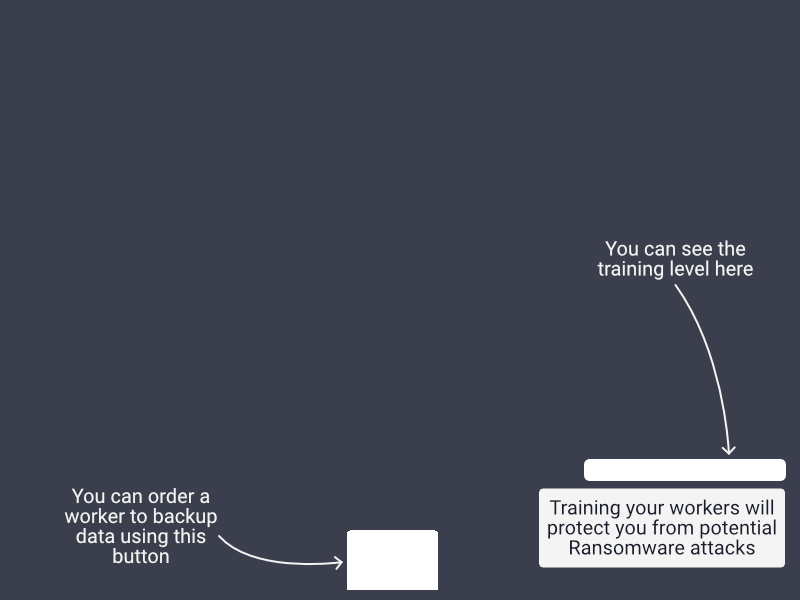 You can see the
training level here
You can order a
worker to backup
data using this
button
Training your workers will
protect you from potential
Ransomware attacks